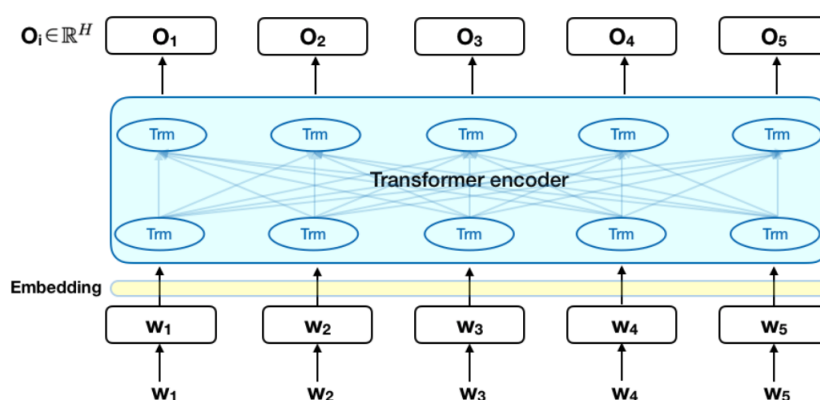 Oᵢ∈ℝᴴ O₁ O₂ O₃ O₄ O₅
Trm Trm Trm Trm Trm
Transformer encoder
Trm Trm Trm Trm Trm
Embedding
w₁ w₂ w₃ w₄ w₅
w₁ w₂ w₃ w₄ w₅